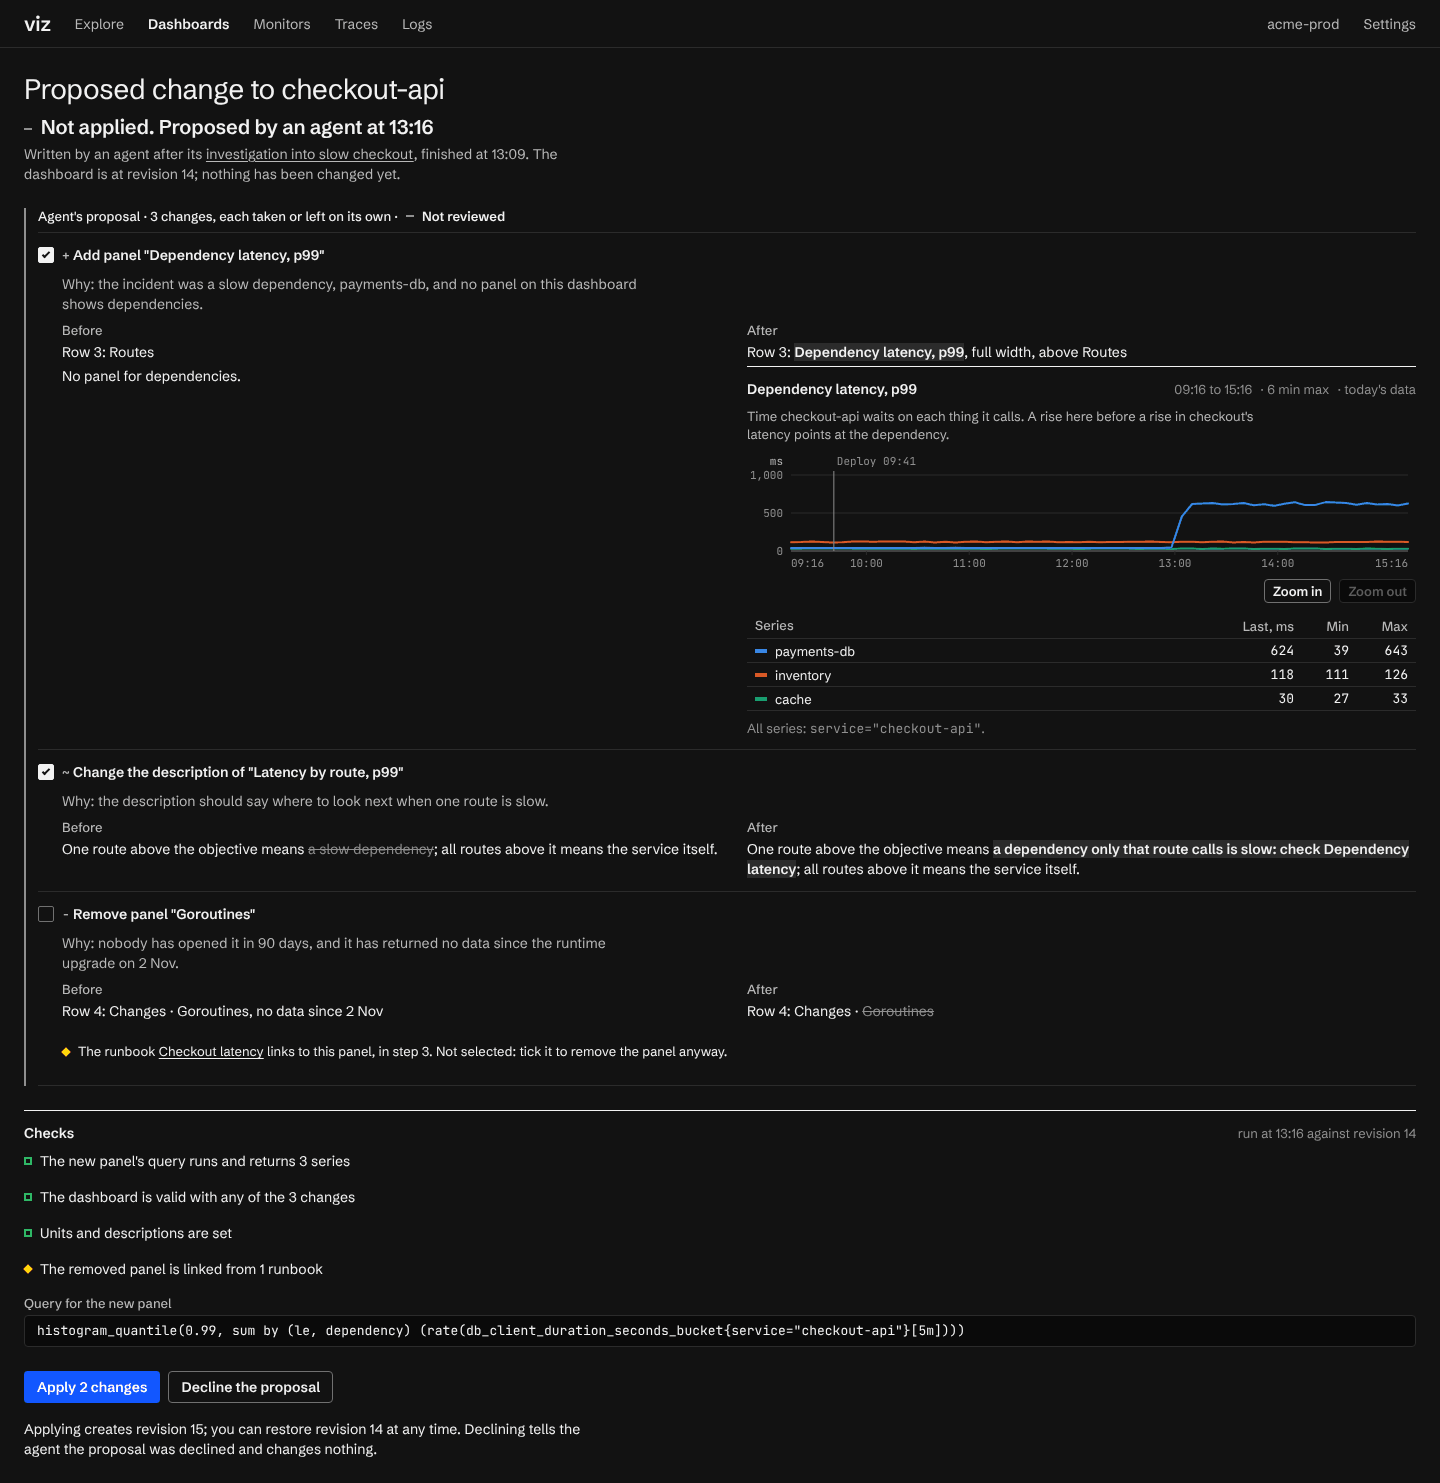 viz Explore Dashboards Monitors Traces Logs acme-prod Settings
Proposed change to checkout-api
– Not applied. Proposed by an agent at 13:16
Written by an agent after its investigation into slow checkout, finished at 13:09. The
dashboard is at revision 14; nothing has been changed yet.
Agent's proposal · 3 changes, each taken or left on its own · – Not reviewed
+ Add panel "Dependency latency, p99"
Why: the incident was a slow dependency, payments-db, and no panel on this dashboard
shows dependencies.
Before
Row 3: Routes
No panel for dependencies.
After
Row 3: Dependency latency, p99, full width, above Routes
Dependency latency, p99 09:16 to 15:16 · 6 min max · today's data
Time checkout-api waits on each thing it calls. A rise here before a rise in checkout's
latency points at the dependency.
ms Deploy 09:41
1,000
500
0
09:16 10:00 11:00 12:00 13:00 14:00 15:16
Zoom in Zoom out
Series Last, ms Min Max
payments-db 624 39 643
inventory 118 111 126
cache 30 27 33
All series: service="checkout-api".
~ Change the description of "Latency by route, p99"
Why: the description should say where to look next when one route is slow.
Before
One route above the objective means a slow dependency; all routes above it means the service itself.
After
One route above the objective means a dependency only that route calls is slow: check Dependency
latency; all routes above it means the service itself.
- Remove panel "Goroutines"
Why: nobody has opened it in 90 days, and it has returned no data since the runtime
upgrade on 2 Nov.
Before
Row 4: Changes · Goroutines, no data since 2 Nov
After
Row 4: Changes · Goroutines
The runbook Checkout latency links to this panel, in step 3. Not selected: tick it to remove the panel anyway.
Checks run at 13:16 against revision 14
The new panel's query runs and returns 3 series
The dashboard is valid with any of the 3 changes
Units and descriptions are set
The removed panel is linked from 1 runbook
Query for the new panel
histogram_quantile(0.99, sum by (le, dependency) (rate(db_client_duration_seconds_bucket{service="checkout-api"}[5m])))
Apply 2 changes Decline the proposal
Applying creates revision 15; you can restore revision 14 at any time. Declining tells the
agent the proposal was declined and changes nothing.